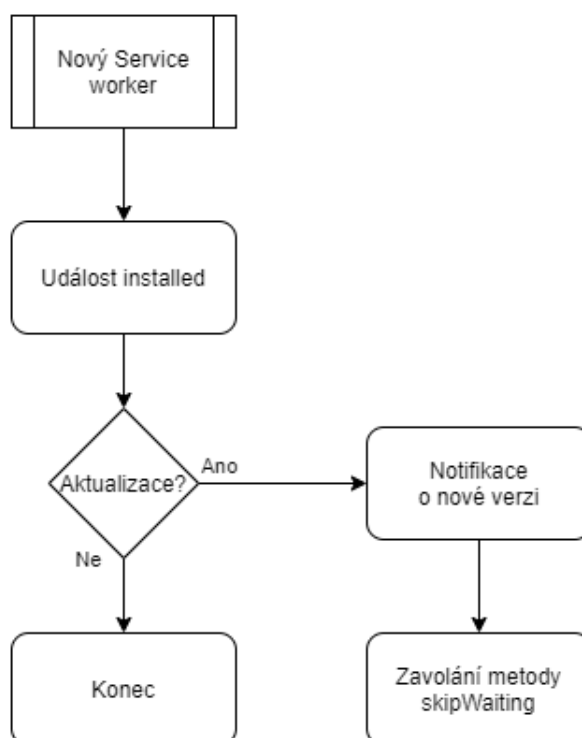 Nový Service
worker
Událost installed
Aktualizace?
Ano
Ne
Notifikace
o nové verzi
Konec
Zavolání metody
skipWaiting